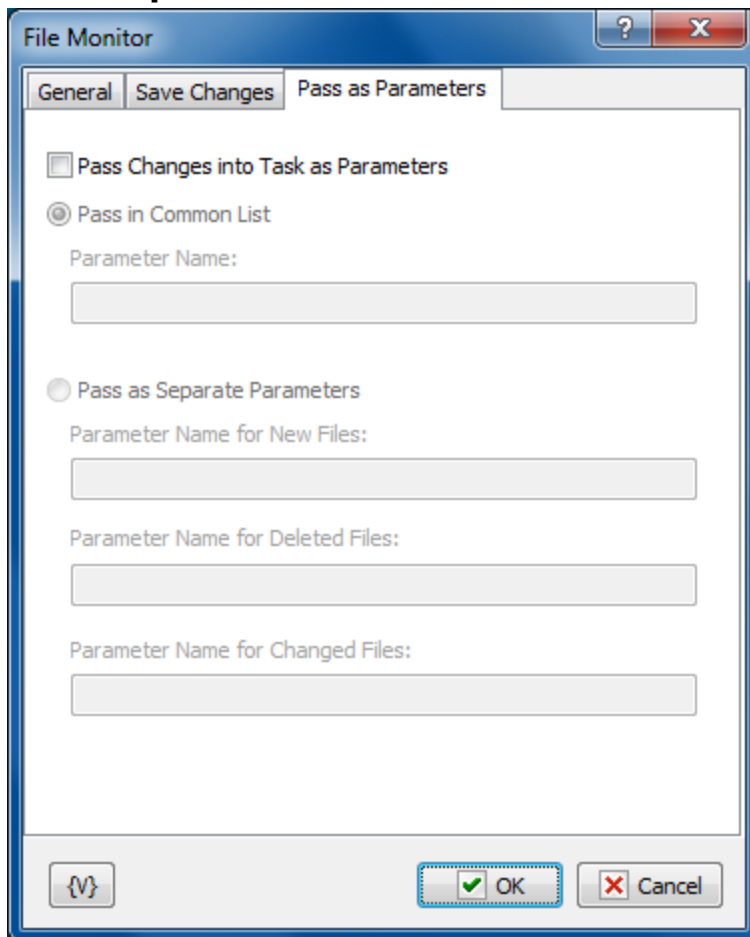 File Monitor
?
General
Save Changes
Pass as Parameters
Pass Changes into Task as Parameters
Pass in Common List
Parameter Name:
Pass as Separate Parameters
Parameter Name for New Files:
Parameter Name for Deleted Files:
Parameter Name for Changed Files:
{V}
OK
Cancel